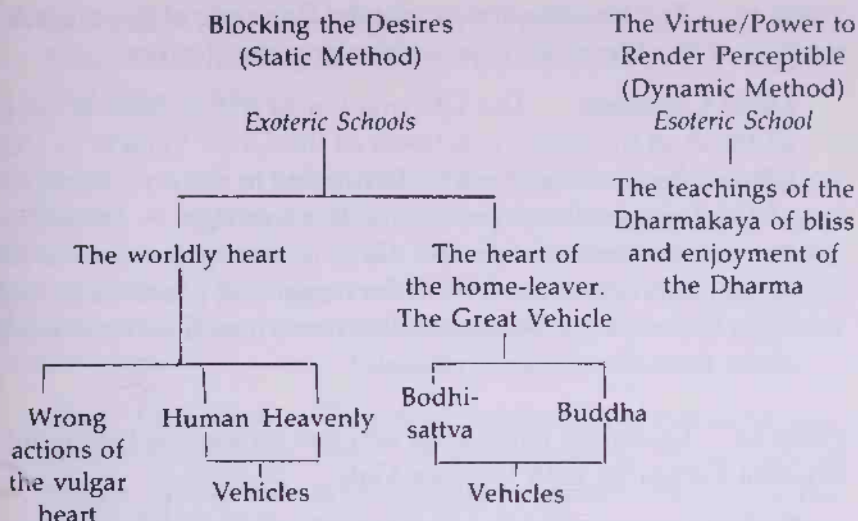 Blocking the Desires
(Static Method)
Exoteric Schools
The Virtue/Power to
Render Perceptible
(Dynamic Method)
Esoteric School
The teachings of the
Dharmakaya of bliss
and enjoyment of
the Dharma
The worldly heart
The heart of
the home-leaver.
The Great Vehicle
Wrong
actions of
the vulgar
heart
Human Heavenly
Vehicles
Bodhi-
sattva
Buddha
Vehicles